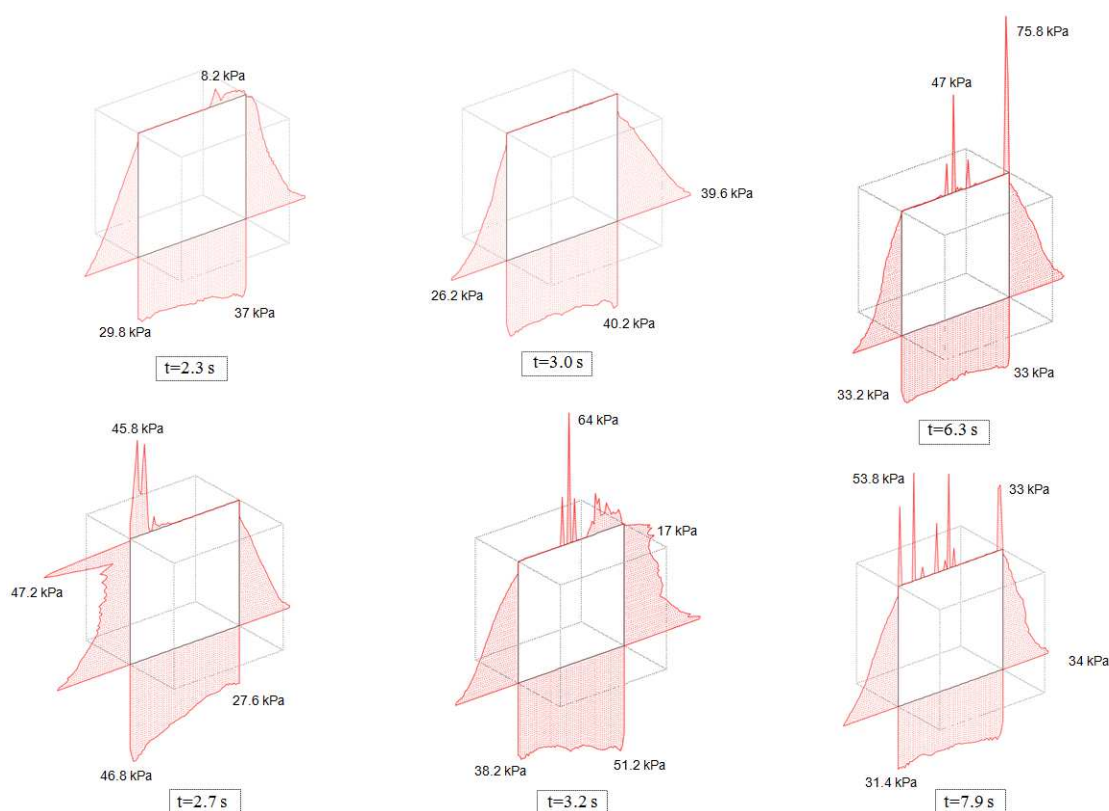 8.2 kPa
29.8 kPa
37 kPa
t=2.3 s
39.6 kPa
26.2 kPa
40.2 kPa
t=3.0 s
75.8 kPa
47 kPa
33.2 kPa
33 kPa
t=6.3 s
45.8 kPa
47.2 kPa
27.6 kPa
46.8 kPa
t=2.7 s
64 kPa
17 kPa
38.2 kPa
51.2 kPa
t=3.2 s
53.8 kPa
33 kPa
34 kPa
31.4 kPa
t=7.9 s